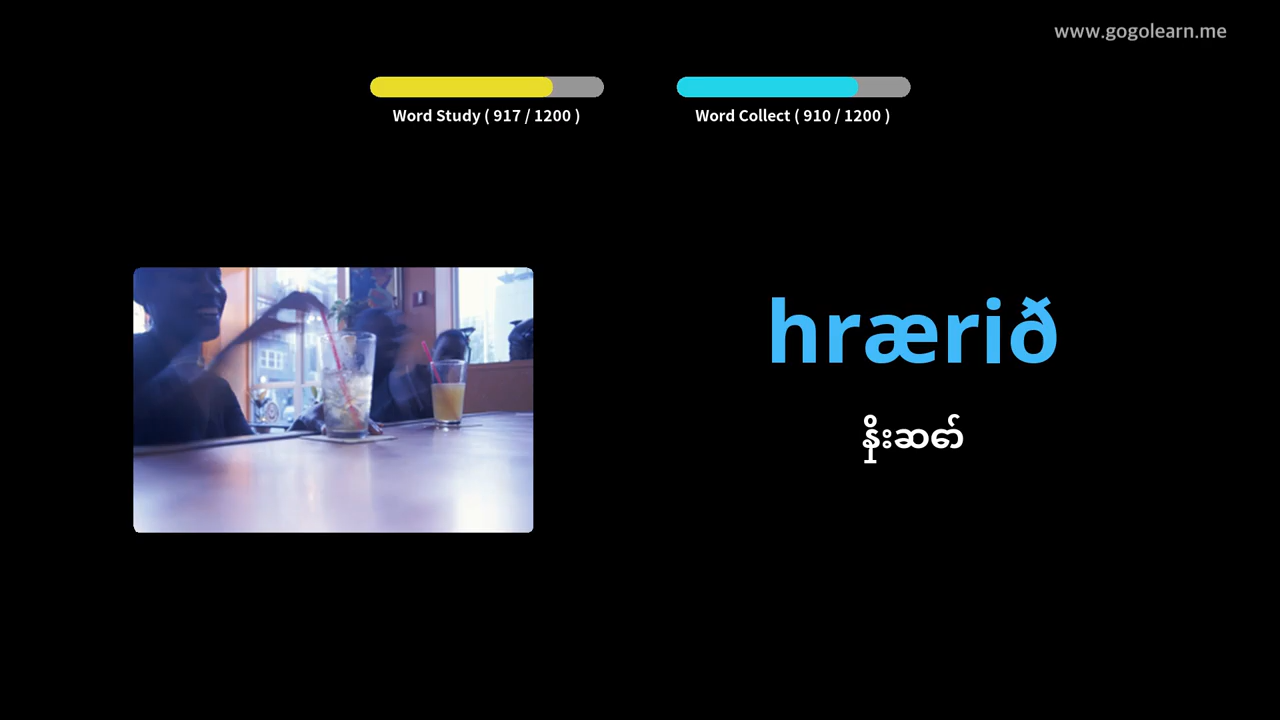 www.gogolearn.me
Word Study ( 917 / 1200 )
Word Collect ( 910 / 1200 )
hrærið
နှိုးဆော်